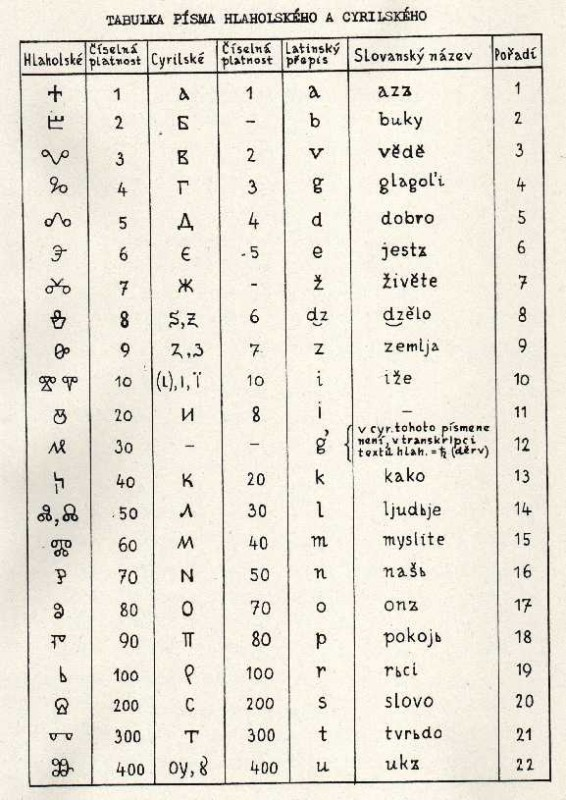 TABULKA PÍSMA HLAHOLSKÉHO A CYRILSKÉHO
Hlaholské Číselná platnost Cyrilské Číselná platnost Latinský přepis Slovanský název Pořadí
Ⰰ 1 а 1 a azъ 1
Ⰱ 2 Б – b buky 2
Ⰲ 3 В 2 v vědě 3
Ⰳ 4 Г 3 g glagoľi 4
Ⰴ 5 Д 4 d dobro 5
Ⰵ 6 Є 5 e jestъ 6
Ⰶ 7 Ж - ž živěte 7
Ⰷ 8 Ѕ, Z 6 dz dzělo 8
Ⰸ 9 Z, З 7 z zemlja 9
Ⰹ Ⰺ 10 (ι), ı, ї 10 i iže 10
Ⰻ 20 и 8 i – 11
Ⰼ 30 – – g' v cyr. tohoto písmene není, v transkripci textů hlah. = ћ (děrv) 12
Ⰽ 40 К 20 k kako 13
Ⰾ, Ⰾ 50 Л 30 l ljudьje 14
Ⰿ 60 М 40 m myslite 15
Ⱀ 70 N 50 n našь 16
Ⱁ 80 О 70 o onъ 17
Ⱂ 90 П 80 p pokojь 18
Ⱃ 100 Р 100 r rьci 19
Ⱄ 200 С 200 s slovo 20
Ⱅ 300 Т 300 t tvrьdo 21
Ⱆ 400 ОУ, Ȣ 400 u ukъ 22